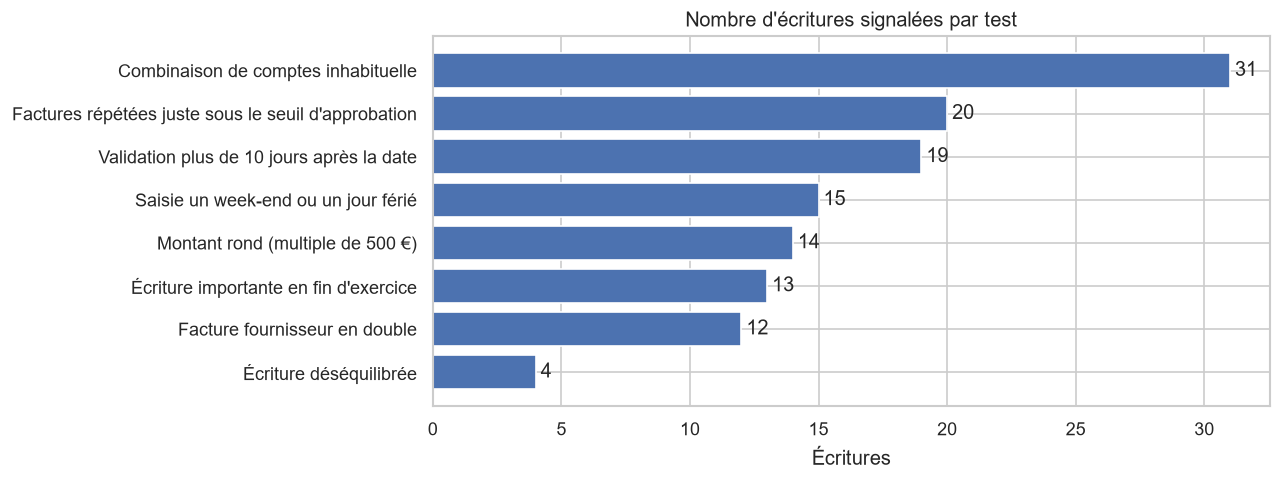 Nombre d'écritures signalées par test
Combinaison de comptes inhabituelle
31
Factures répétées juste sous le seuil d'approbation
20
Validation plus de 10 jours après la date
19
Saisie un week-end ou un jour férié
15
Montant rond (multiple de 500 €)
14
Écriture importante en fin d'exercice
13
Facture fournisseur en double
12
Écriture déséquilibrée
4
0 5 10 15 20 25 30
Écritures